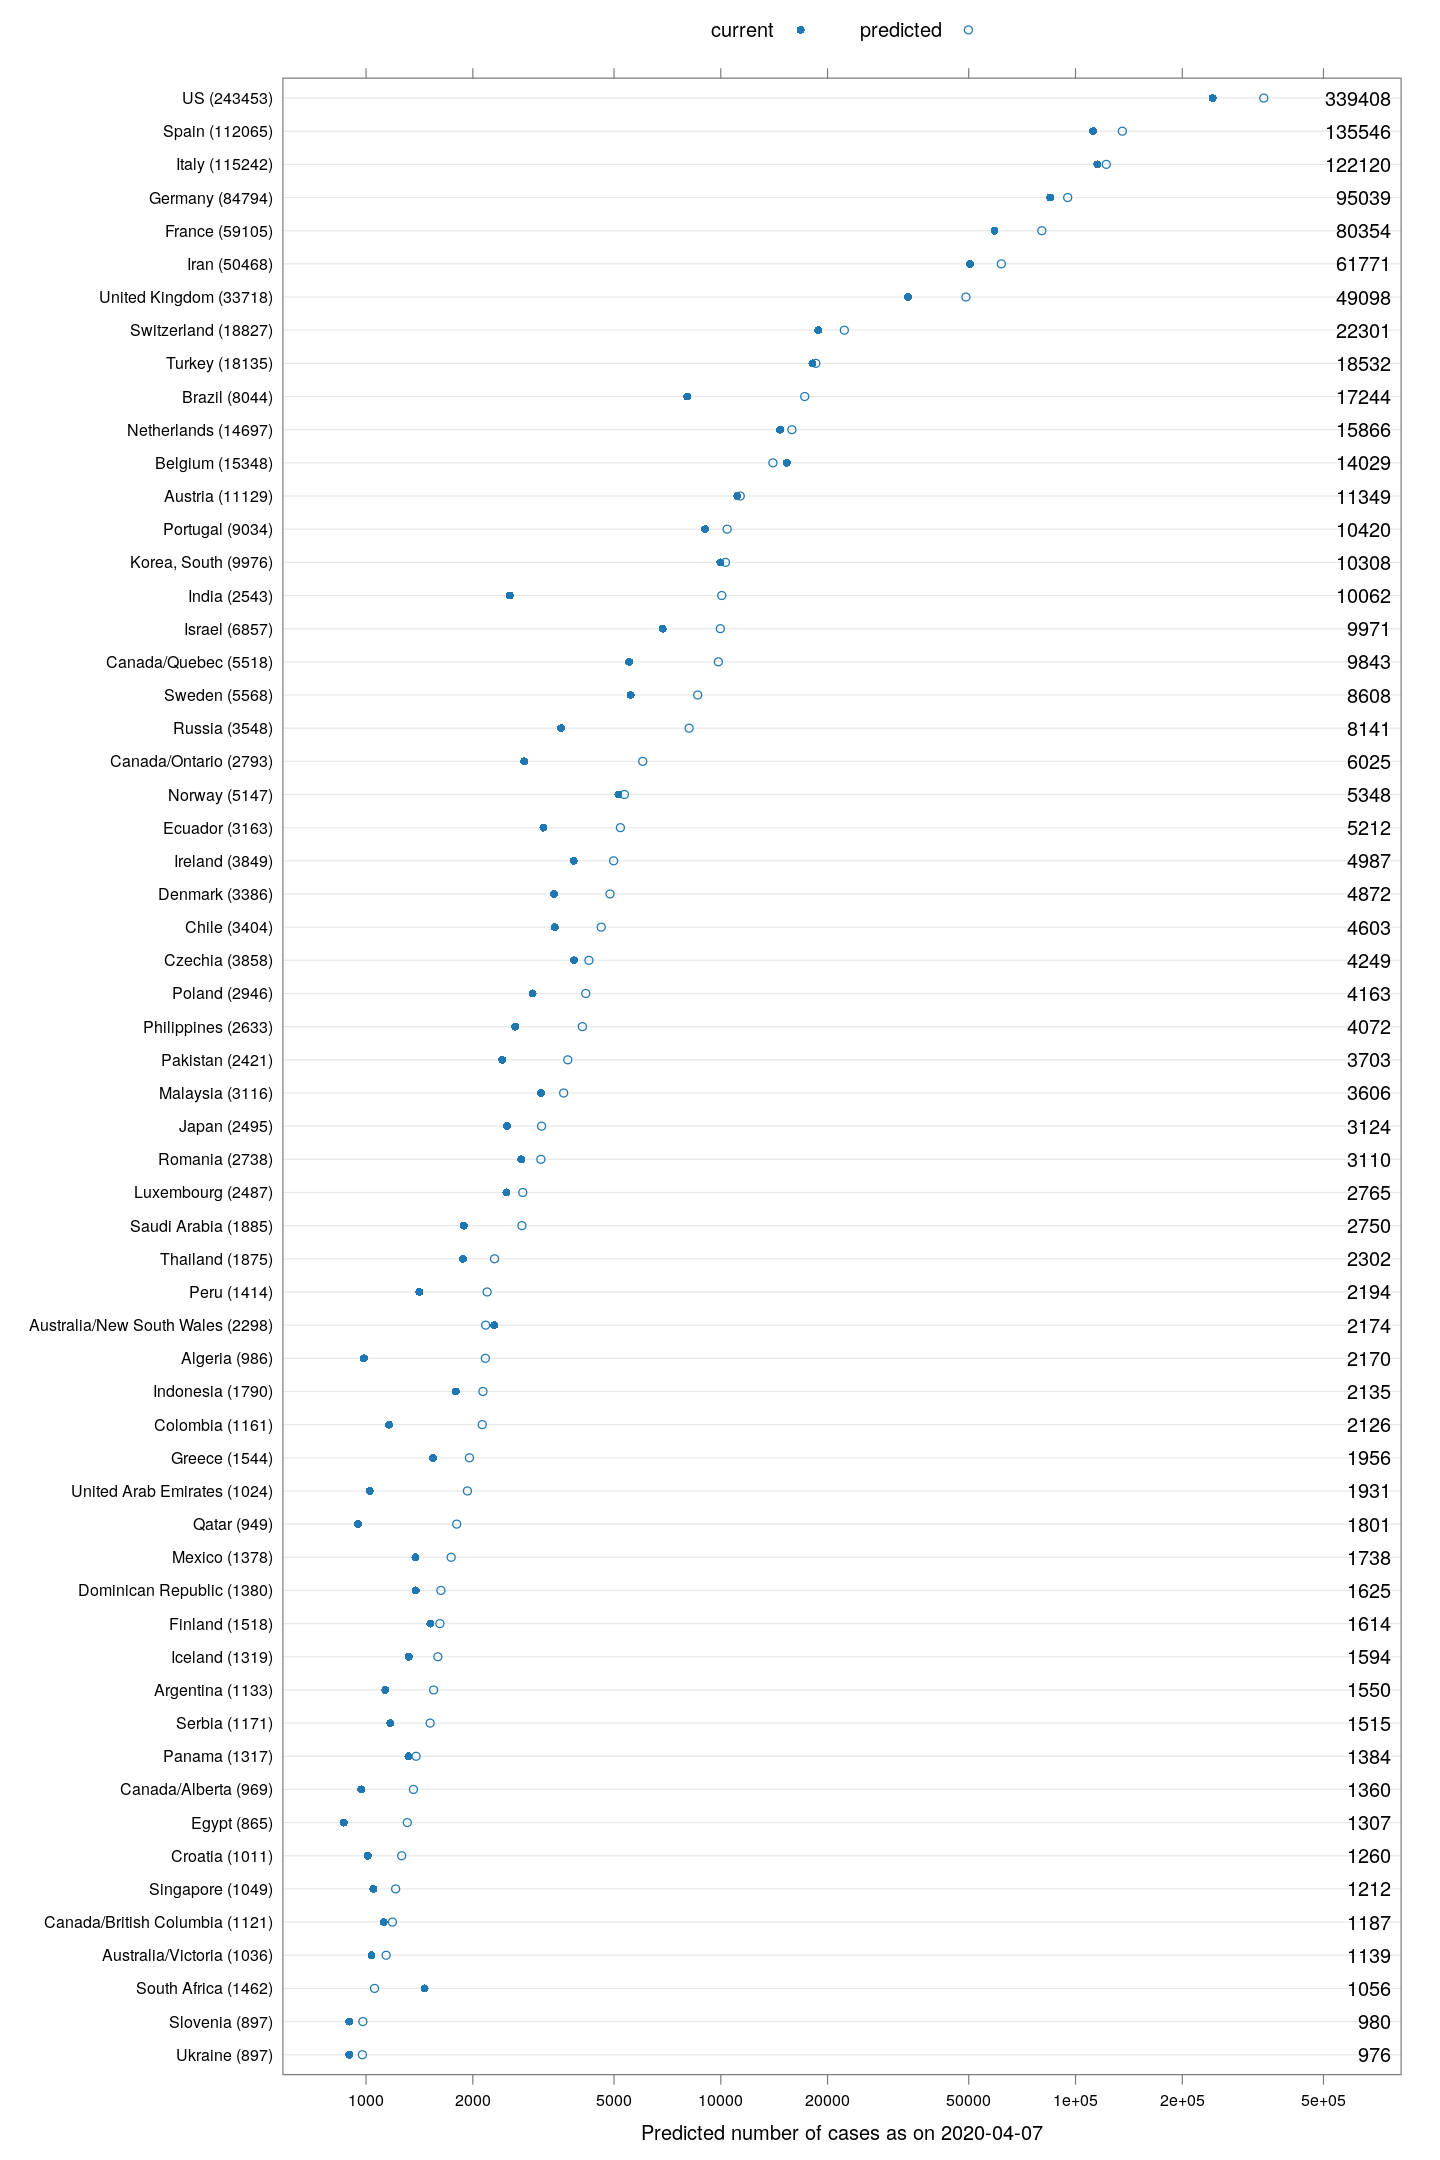 current predicted
US (243453) 339408
Spain (112065) 135546
Italy (115242) 122120
Germany (84794) 95039
France (59105) 80354
Iran (50468) 61771
United Kingdom (33718) 49098
Switzerland (18827) 22301
Turkey (18135) 18532
Brazil (8044) 17244
Netherlands (14697) 15866
Belgium (15348) 14029
Austria (11129) 11349
Portugal (9034) 10420
Korea, South (9976) 10308
India (2543) 10062
Israel (6857) 9971
Canada/Quebec (5518) 9843
Sweden (5568) 8608
Russia (3548) 8141
Canada/Ontario (2793) 6025
Norway (5147) 5348
Ecuador (3163) 5212
Ireland (3849) 4987
Denmark (3386) 4872
Chile (3404) 4603
Czechia (3858) 4249
Poland (2946) 4163
Philippines (2633) 4072
Pakistan (2421) 3703
Malaysia (3116) 3606
Japan (2495) 3124
Romania (2738) 3110
Luxembourg (2487) 2765
Saudi Arabia (1885) 2750
Thailand (1875) 2302
Peru (1414) 2194
Australia/New South Wales (2298) 2174
Algeria (986) 2170
Indonesia (1790) 2135
Colombia (1161) 2126
Greece (1544) 1956
United Arab Emirates (1024) 1931
Qatar (949) 1801
Mexico (1378) 1738
Dominican Republic (1380) 1625
Finland (1518) 1614
Iceland (1319) 1594
Argentina (1133) 1550
Serbia (1171) 1515
Panama (1317) 1384
Canada/Alberta (969) 1360
Egypt (865) 1307
Croatia (1011) 1260
Singapore (1049) 1212
Canada/British Columbia (1121) 1187
Australia/Victoria (1036) 1139
South Africa (1462) 1056
Slovenia (897) 980
Ukraine (897) 976
1000 2000 5000 10000 20000 50000 1e+05 2e+05 5e+05
Predicted number of cases as on 2020-04-07